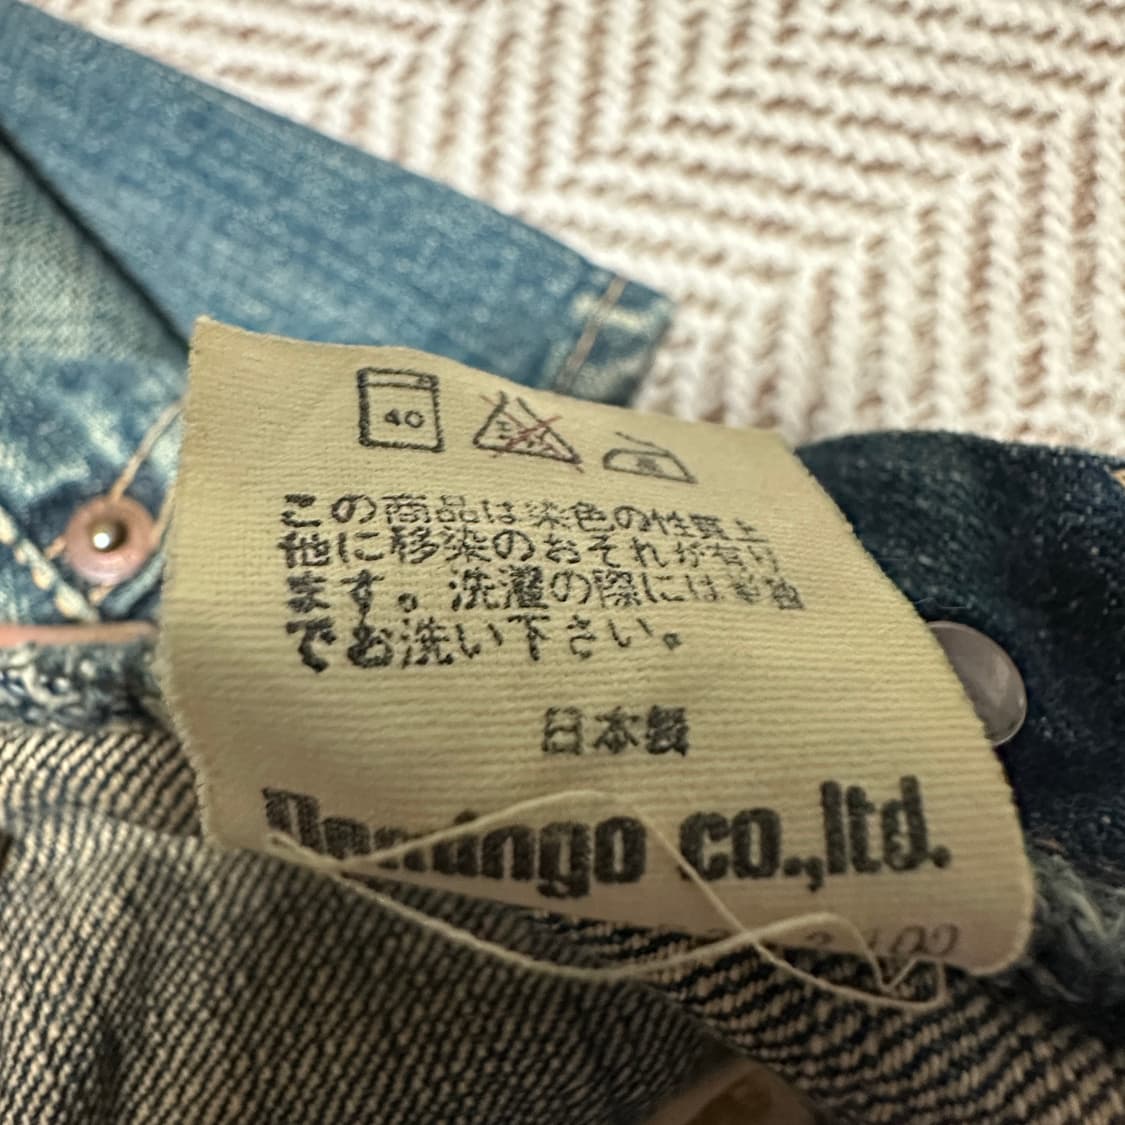 40
この商品は染色の性質上
他に移染のおそれが有り
ます。洗濯の際には単独
でお洗い下さい。
日本製
Domingo co.,ltd.